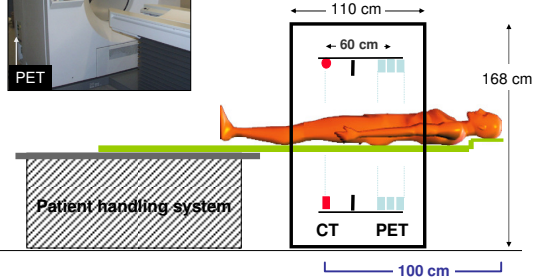 110 cm
60 cm
PET
168 cm
Patient handling system
CT PET
100 cm